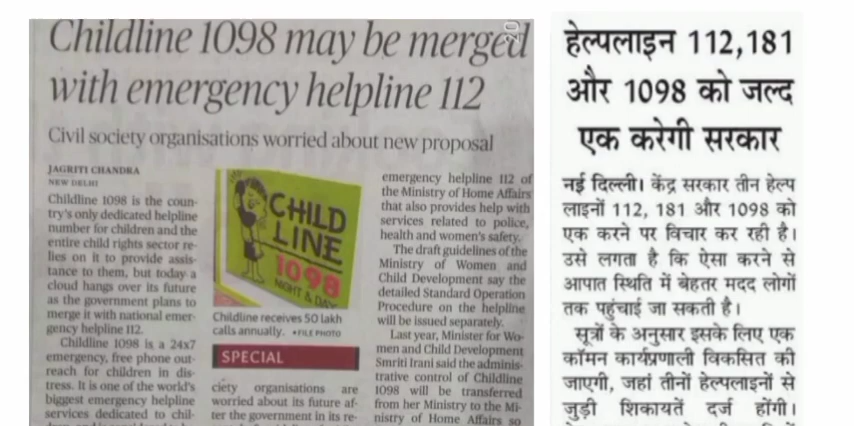 Childline 1098 may be merged
with emergency helpline 112
Civil society organisations worried about new proposal
JAGRITI CHANDRA
NEW DELHI
Childline 1098 is the coun-
try's only dedicated helpline
number for children and the
entire child rights sector re-
lies on it to provide assis-
tance to them, but today a
cloud hangs over its future
as the government plans to
merge it with national emer-
gency helpline 112.
Childline 1098 is a 24x7
emergency, free phone out-
reach for children in dis-
tress. It is one of the world's
biggest emergency helpline
services dedicated to chil-
CHILD
LINE
1098
NIGHT & DAY
Childline receives 50 lakh
calls annually. •FILE PHOTO
SPECIAL
ciety organisations are
worried about its future af-
ter the government in its re-
emergency helpline 112 of
the Ministry of Home Affairs
that also provides help with
services related to police,
health and women's safety.
The draft guidelines of the
Ministry of Women and
Child Development say the
detailed Standard Operation
Procedure on the helpline
will be issued separately.
Last year, Minister for Wo-
men and Child Development
Smriti Irani said the adminis-
trative control of Childline
1098 will be transferred
from her Ministry to the Mi-
nistry of Home Affairs so
हेल्पलाइन 112,181
और 1098 को जल्द
एक करेगी सरकार
नई दिल्ली। केंद्र सरकार तीन हेल्प
लाइनों 112, 181 और 1098 को
एक करने पर विचार कर रही है।
उसे लगता है कि ऐसा करने से
आपात स्थिति में बेहतर मदद लोगों
तक पहुंचाई जा सकती है।
सूत्रों के अनुसार इसके लिए एक
कॉमन कार्यप्रणाली विकसित की
जाएगी, जहां तीनों हेल्पलाइनों से
जुड़ी शिकायतें दर्ज होंगी।